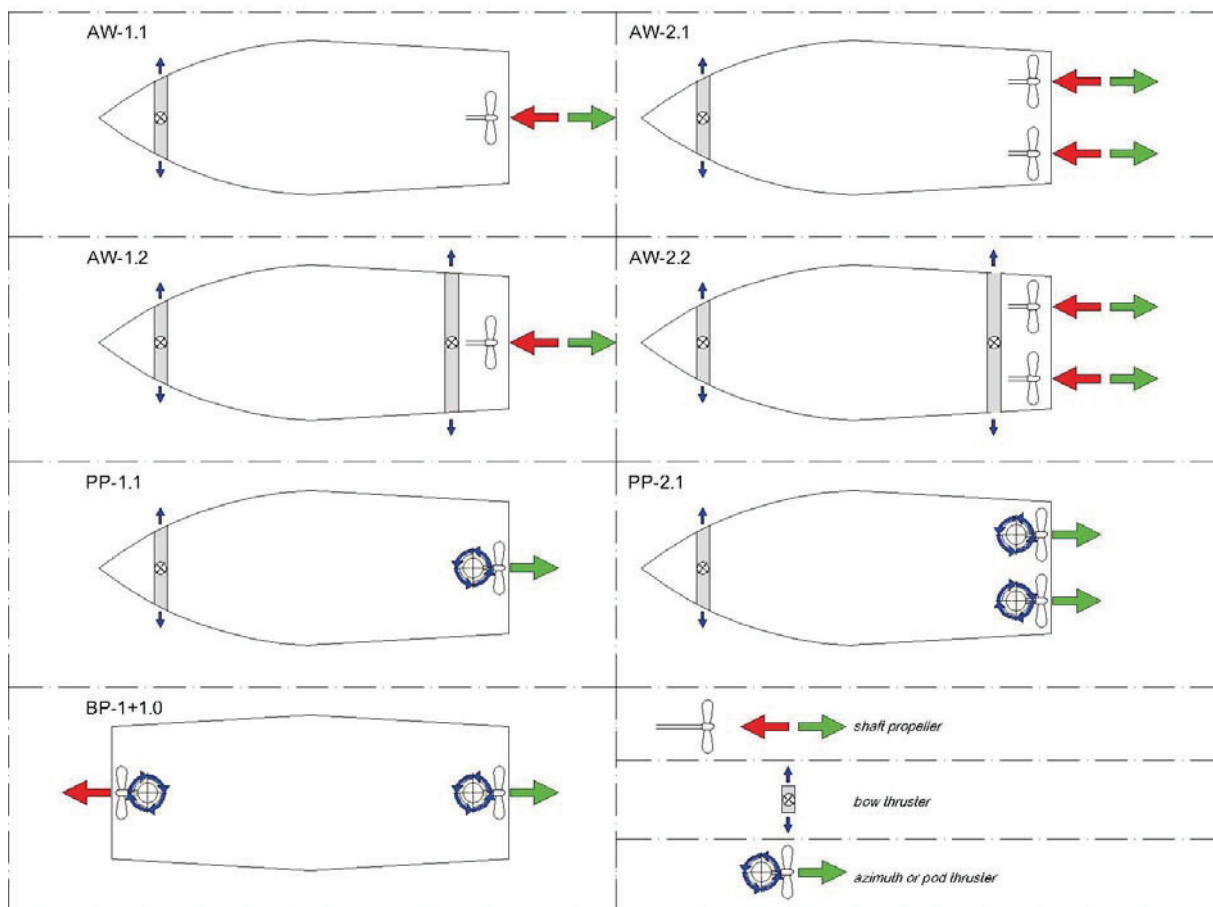 AW-1.1
AW-2.1
AW-1.2
AW-2.2
PP-1.1
PP-2.1
BP-1+1.0
shaft propeller
bow thruster
azimuth or pod thruster